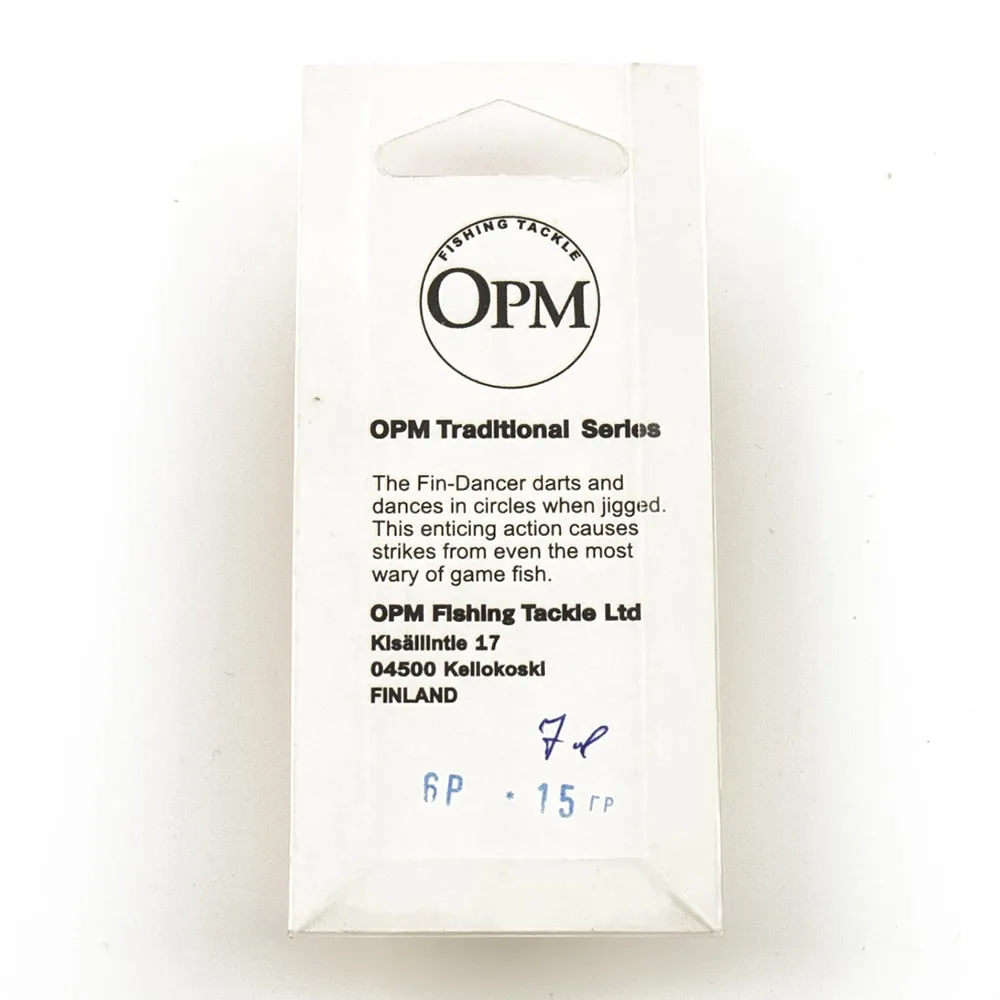 FISHING TACKLE
OPM
OPM Traditional Series
The Fin-Dancer darts and
dances in circles when jigged.
This enticing action causes
strikes from even the most
wary of game fish.
OPM Fishing Tackle Ltd
Kisällintie 17
04500 Kellokoski
FINLAND
7
6P * 15 ГР